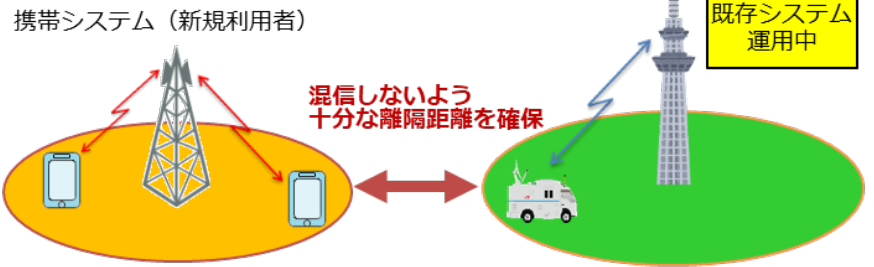 携帯システム（新規利用者）
既存システム
運用中
混信しないよう
十分な離隔距離を確保